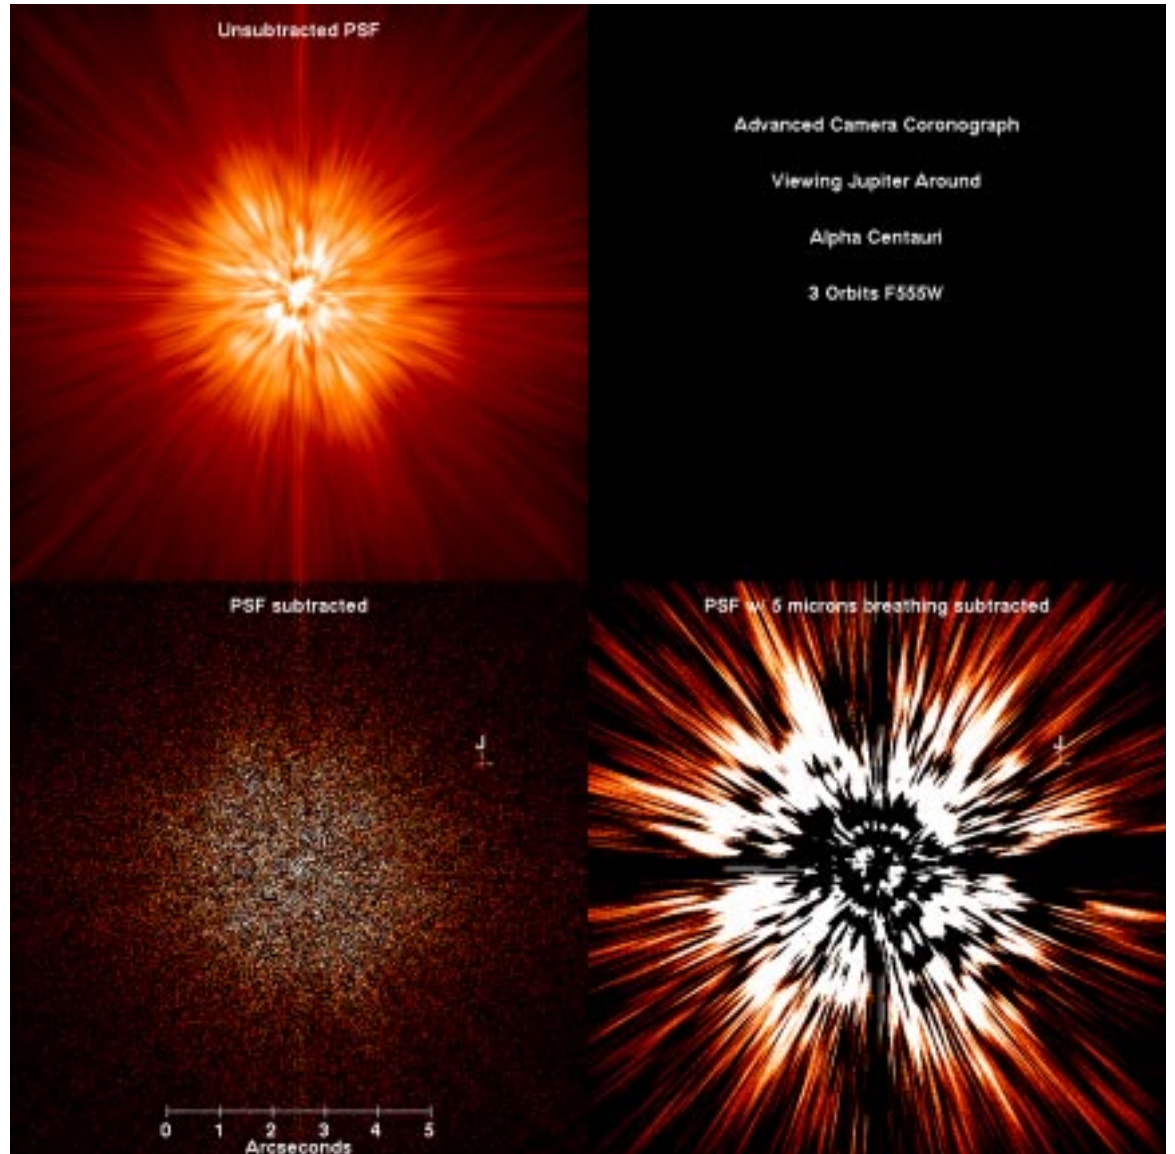 Unsubtracted PSF
Advanced Camera Coronograph
Viewing Jupiter Around
Alpha Centauri
3 Orbits F555W
PSF subtracted
J
0 1 2 3 4 5
Arcseconds
PSF w/ 5 microns breathing subtracted
J